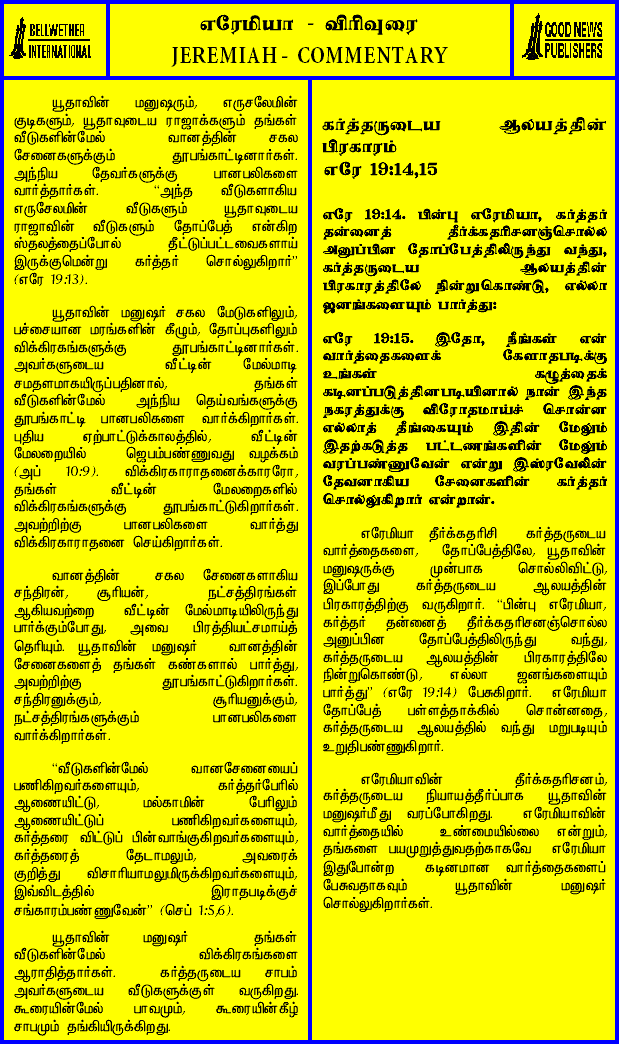 BELLWETHER
INTERNATIONAL
எரேமியா - விரிவுரை
JEREMIAH - COMMENTARY
GOOD NEWS
PUBLISHERS
யூதாவின் மனுஷரும், எருசலேமின்
குடிகளும், யூதாவுடைய ராஜாக்களும் தங்கள்
வீடுகளின்மேல் வானத்தின் சகல
சேனைகளுக்கும் தூபங்காட்டினார்கள்.
அந்நிய தேவர்களுக்கு பானபலிகளை
வார்த்தார்கள். “அந்த வீடுகளாகிய
எருசலேமின் வீடுகளும் யூதாவுடைய
ராஜாவின் வீடுகளும் தோப்பேத் என்கிற
ஸ்தலத்தைப்போல் தீட்டுப்பட்டவைகளாய்
இருக்குமென்று கர்த்தர் சொல்லுகிறார்”
(எரே 19:13).
யூதாவின் மனுஷர் சகல மேடுகளிலும்,
பச்சையான மரங்களின் கீழும், தோப்புகளிலும்
விக்கிரகங்களுக்கு தூபங்காட்டினார்கள்.
அவர்களுடைய வீட்டின் மேல்மாடி
சமதளமாகயிருப்பதினால், தங்கள்
வீடுகளின்மேல் அந்நிய தெய்வங்களுக்கு
தூபங்காட்டி பானபலிகளை வார்க்கிறார்கள்.
புதிய ஏற்பாட்டுக்காலத்தில், வீட்டின்
மேலறையில் ஜெபம்பண்ணுவது வழக்கம்
(அப் 10:9). விக்கிரகாராதனைக்காரரோ,
தங்கள் வீட்டின் மேலறைகளில்
விக்கிரகங்களுக்கு தூபங்காட்டுகிறார்கள்.
அவற்றிற்கு பானபலிகளை வார்த்து
விக்கிரகாராதனை செய்கிறார்கள்.
வானத்தின் சகல சேனைகளாகிய
சந்திரன், சூரியன், நட்சத்திரங்கள்
ஆகியவற்றை வீட்டின் மேல்மாடியிலிருந்து
பார்க்கும்போது, அவை பிரத்தியட்சமாய்த்
தெரியும். யூதாவின் மனுஷர் வானத்தின்
சேனைகளைத் தங்கள் கண்களால் பார்த்து,
அவற்றிற்கு தூபங்காட்டுகிறார்கள்.
சந்திரனுக்கும், சூரியனுக்கும்,
நட்சத்திரங்களுக்கும் பானபலிகளை
வார்க்கிறார்கள்.
“வீடுகளின்மேல் வானசேனையைப்
பணிகிறவர்களையும், கர்த்தர்பேரில்
ஆணையிட்டு, மல்காமின் பேரிலும்
ஆணையிட்டுப் பணிகிறவர்களையும்,
கர்த்தரை விட்டுப் பின்வாங்குகிறவர்களையும்,
கர்த்தரைத் தேடாமலும், அவரைக்
குறித்து விசாரியாமலுமிருக்கிறவர்களையும்,
இவ்விடத்தில் இராதபடிக்குச்
சங்காரம்பண்ணுவேன்” (செப் 1:5,6).
யூதாவின் மனுஷர் தங்கள்
வீடுகளின்மேல் விக்கிரகங்களை
ஆராதித்தார்கள். கர்த்தருடைய சாபம்
அவர்களுடைய வீடுகளுக்குள் வருகிறது.
கூரையின்மேல் பாவமும், கூரையின்கீழ்
சாபமும் தங்கியிருக்கிறது.
கர்த்தருடைய ஆலயத்தின்
பிரகாரம்
எரே 19:14,15
எரே 19:14. பின்பு எரேமியா, கர்த்தர்
தன்னைத் தீர்க்கதரிசனஞ்சொல்ல
அனுப்பின தோப்பேத்திலிருந்து வந்து,
கர்த்தருடைய ஆலயத்தின்
பிரகாரத்திலே நின்றுகொண்டு, எல்லா
ஜனங்களையும் பார்த்து:
எரே 19:15. இதோ, நீங்கள் என்
வார்த்தைகளைக் கேளாதபடிக்கு
உங்கள் கழுத்தைக்
கடினப்படுத்தினபடியினால் நான் இந்த
நகரத்துக்கு விரோதமாய்ச் சொன்ன
எல்லாத் தீங்கையும் இதின் மேலும்
இதற்கடுத்த பட்டணங்களின் மேலும்
வரப்பண்ணுவேன் என்று இஸ்ரவேலின்
தேவனாகிய சேனைகளின் கர்த்தர்
சொல்லுகிறார் என்றான்.
எரேமியா தீர்க்கதரிசி கர்த்தருடைய
வார்த்தைகளை, தோப்பேத்திலே, யூதாவின்
மனுஷருக்கு முன்பாக சொல்லிவிட்டு,
இப்போது கர்த்தருடைய ஆலயத்தின்
பிரகாரத்திற்கு வருகிறார். “பின்பு எரேமியா,
கர்த்தர் தன்னைத் தீர்க்கதரிசனஞ்சொல்ல
அனுப்பின தோப்பேத்திலிருந்து வந்து,
கர்த்தருடைய ஆலயத்தின் பிரகாரத்திலே
நின்றுகொண்டு, எல்லா ஜனங்களையும்
பார்த்து” (எரே 19:14) பேசுகிறார். எரேமியா
தோப்பேத் பள்ளத்தாக்கில் சொன்னதை,
கர்த்தருடைய ஆலயத்தில் வந்து மறுபடியும்
உறுதிபண்ணுகிறார்.
எரேமியாவின் தீர்க்கதரிசனம்,
கர்த்தருடைய நியாயத்தீர்ப்பாக யூதாவின்
மனுஷர்மீது வரப்போகிறது. எரேமியாவின்
வார்த்தையில் உண்மையில்லை என்றும்,
தங்களை பயமுறுத்துவதற்காகவே எரேமியா
இதுபோன்ற கடினமான வார்த்தைகளைப்
பேசுவதாகவும் யூதாவின் மனுஷர்
சொல்லுகிறார்கள்.